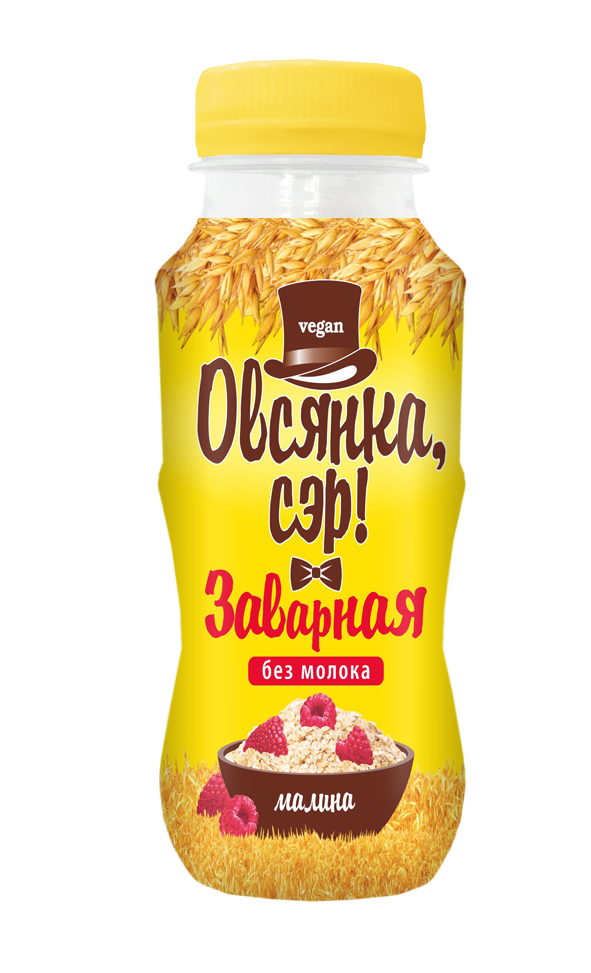 vegan
Овсянка,
сэр!
Заварная
без молока
малина